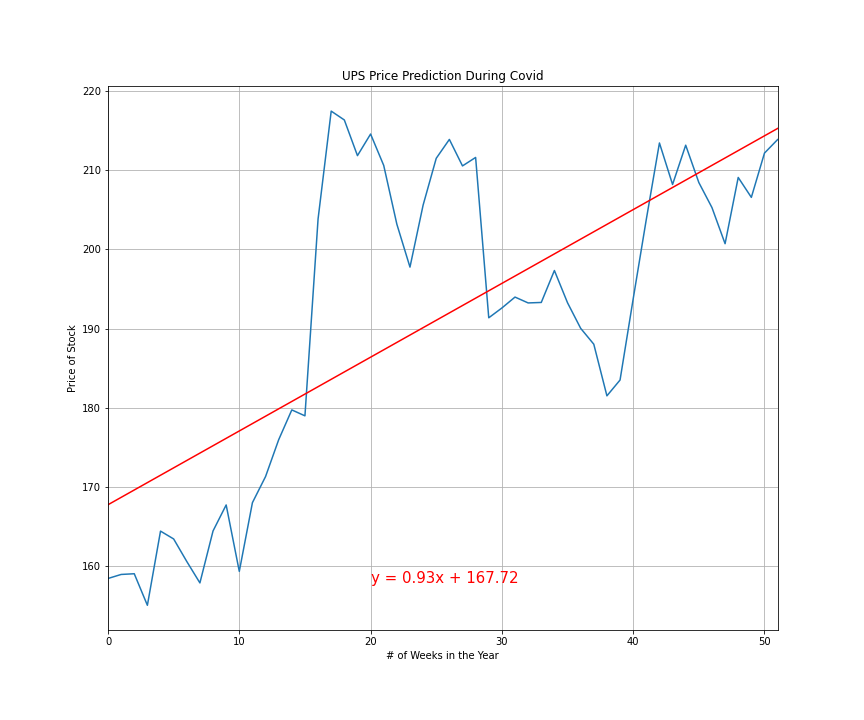 UPS Price Prediction During Covid
220
210
200
190
180
170
160
Price of Stock
y = 0.93x + 167.72
0 10 20 30 40 50
# of Weeks in the Year